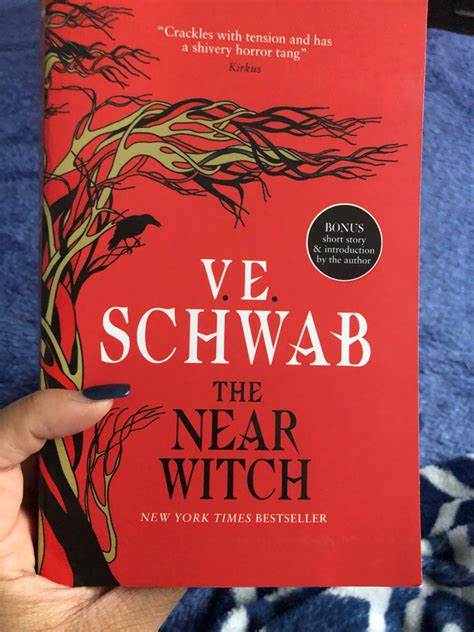 “Crackles with tension and has
a shivery horror tang”
Kirkus
BONUS
short story
& introduction
by the author
V. E.
SCHWAB
THE
NEAR
WITCH
NEW YORK TIMES BESTSELLER